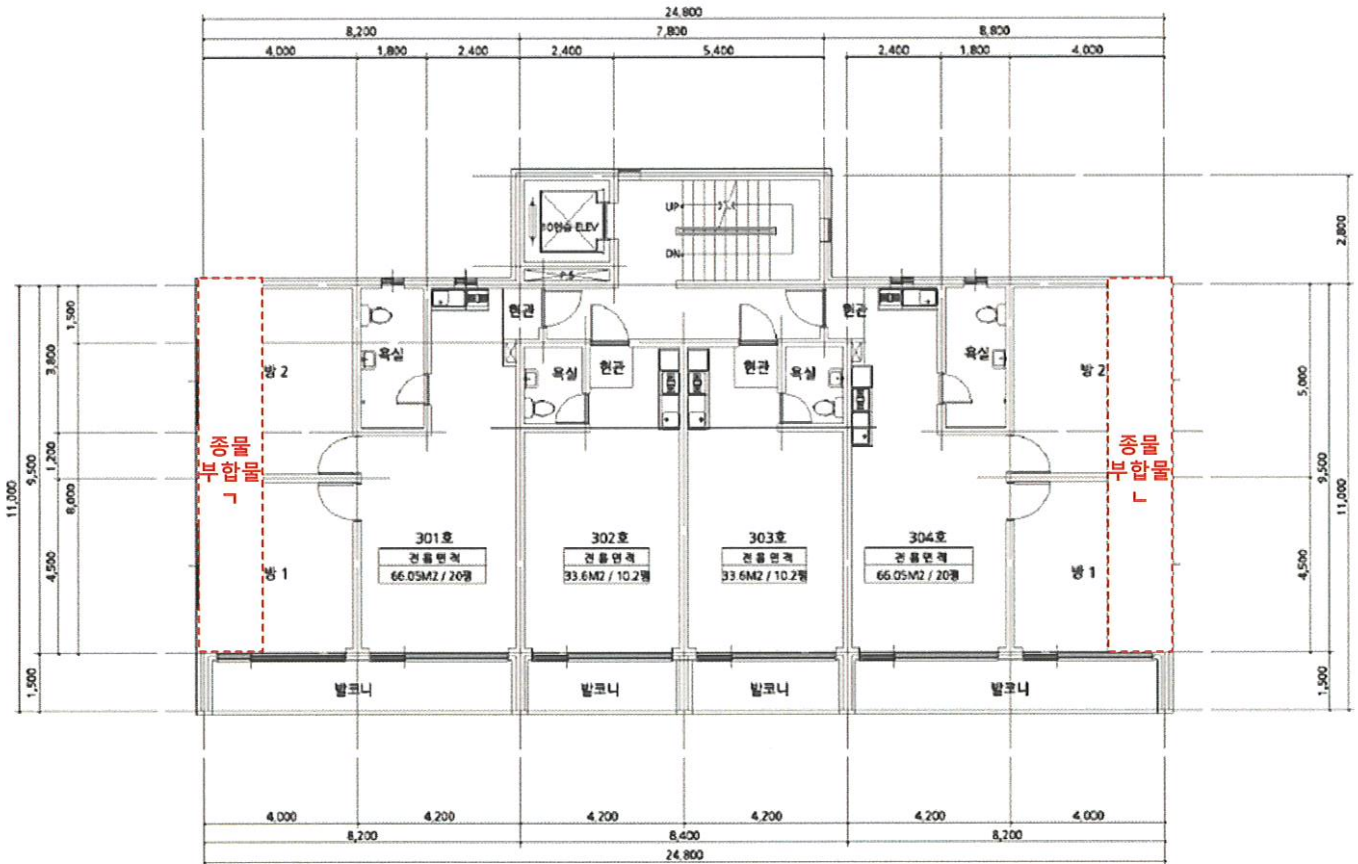 24,800
8,200 7,800 8,800
4,000 1,800 2,400 2,400 5,400 2,400 1,800 4,000
2,800
UP
10인승 ELEV
DN
P.S
현관 현관
1,500
욕실 욕실
욕실 현관 현관 욕실
방 2 방 2
3,800
5,000
종물 종물
부합물 부합물
ㄱ ㄴ
1,200
11,000 9,500 8,000 9,500 11,000
4,500 4,500
301호 302호 303호 304호
전용면적 전용면적 전용면적 전용면적
66.05M2 / 20평 33.6M2 / 10.2평 33.6M2 / 10.2평 66.05M2 / 20평
방 1 방 1
1,500 발코니 발코니 발코니 발코니 1,500
4,000 4,200 4,200 4,200 4,200 4,000
8,200 8,400 8,200
24,800